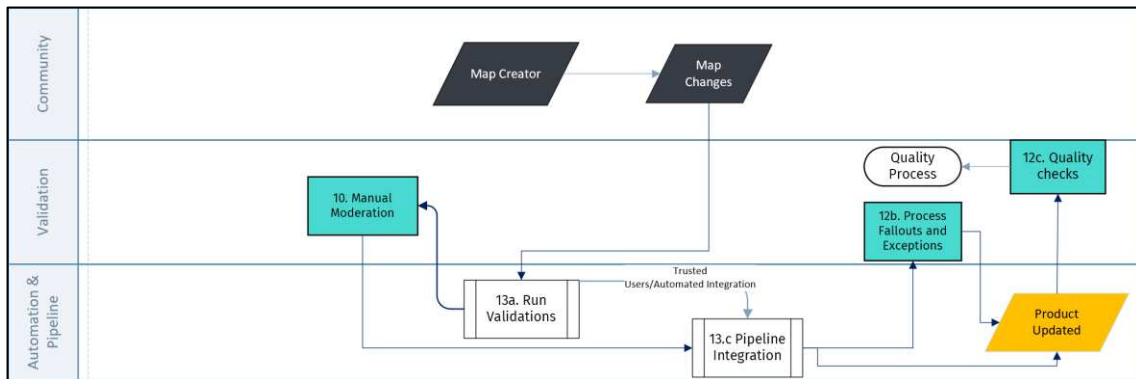 Community
Map Creator
Map
Changes
Validation
10. Manual
Moderation
Quality
Process
12c. Quality
checks
12b. Process
Fallouts and
Exceptions
Automation &
Pipeline
13a. Run
Validations
Trusted
Users/Automated Integration
13.c Pipeline
Integration
Product
Updated